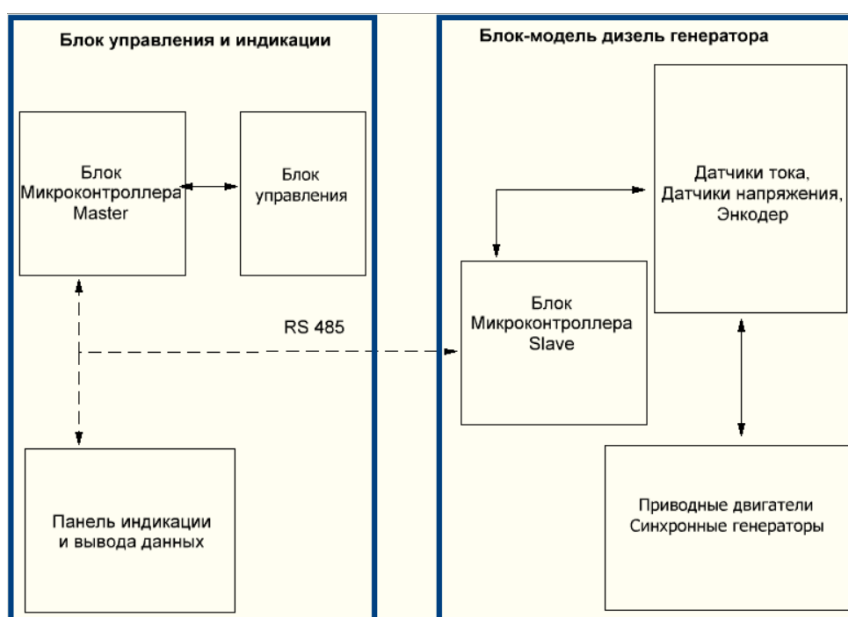 Блок управления и индикации
Блок
Микроконтроллера
Master
Блок
управления
RS 485
Панель индикации
и вывода данных
Блок-модель дизель генератора
Датчики тока,
Датчики напряжения,
Энкодер
Блок
Микроконтроллера
Slave
Приводные двигатели
Синхронные генераторы